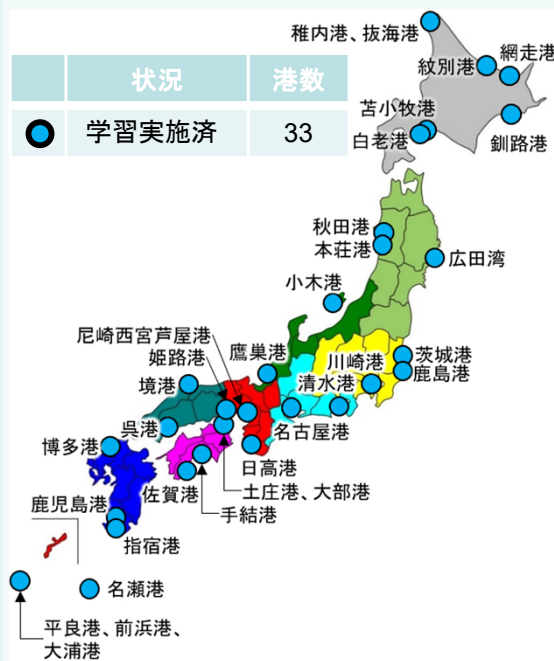 稚内港、抜海港
網走港
紋別港
状況 港数
学習実施済 33
苫小牧港
白老港
釧路港
秋田港
本荘港
広田湾
小木港
尼崎西宮芦屋港
姫路港
鷹巣港
川崎港
茨城港
鹿島港
境港
清水港
呉港
名古屋港
博多港
日高港
佐賀港
土庄港、大部港
手結港
鹿児島港
指宿港
名瀬港
平良港、前浜港、
大浦港